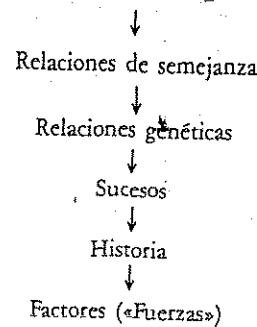 Relaciones de semejanza
Relaciones genéticas
Sucesos
Historia
Factores («Fuerzas»)